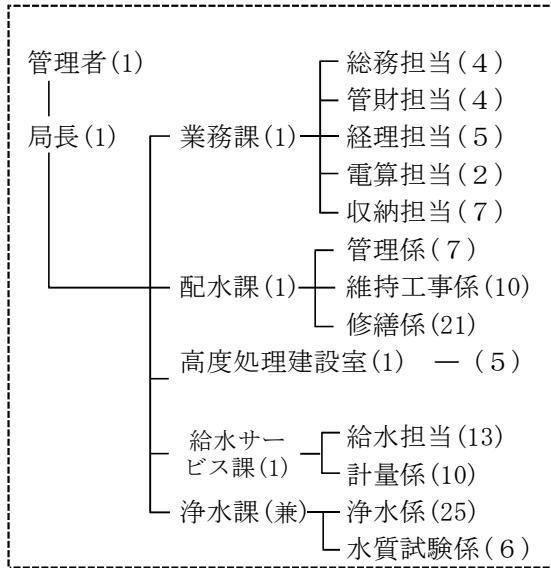 管理者(1)
局長(1)
業務課(1)
総務担当(４)
管財担当(４)
経理担当(５)
電算担当(２)
収納担当(７)
配水課(1)
管理係(７)
維持工事係(10)
修繕係(21)
高度処理建設室(1) ―(５)
給水サー
ビス課(1)
給水担当(13)
計量係(10)
浄水課(兼)
浄水係(25)
水質試験係(６)